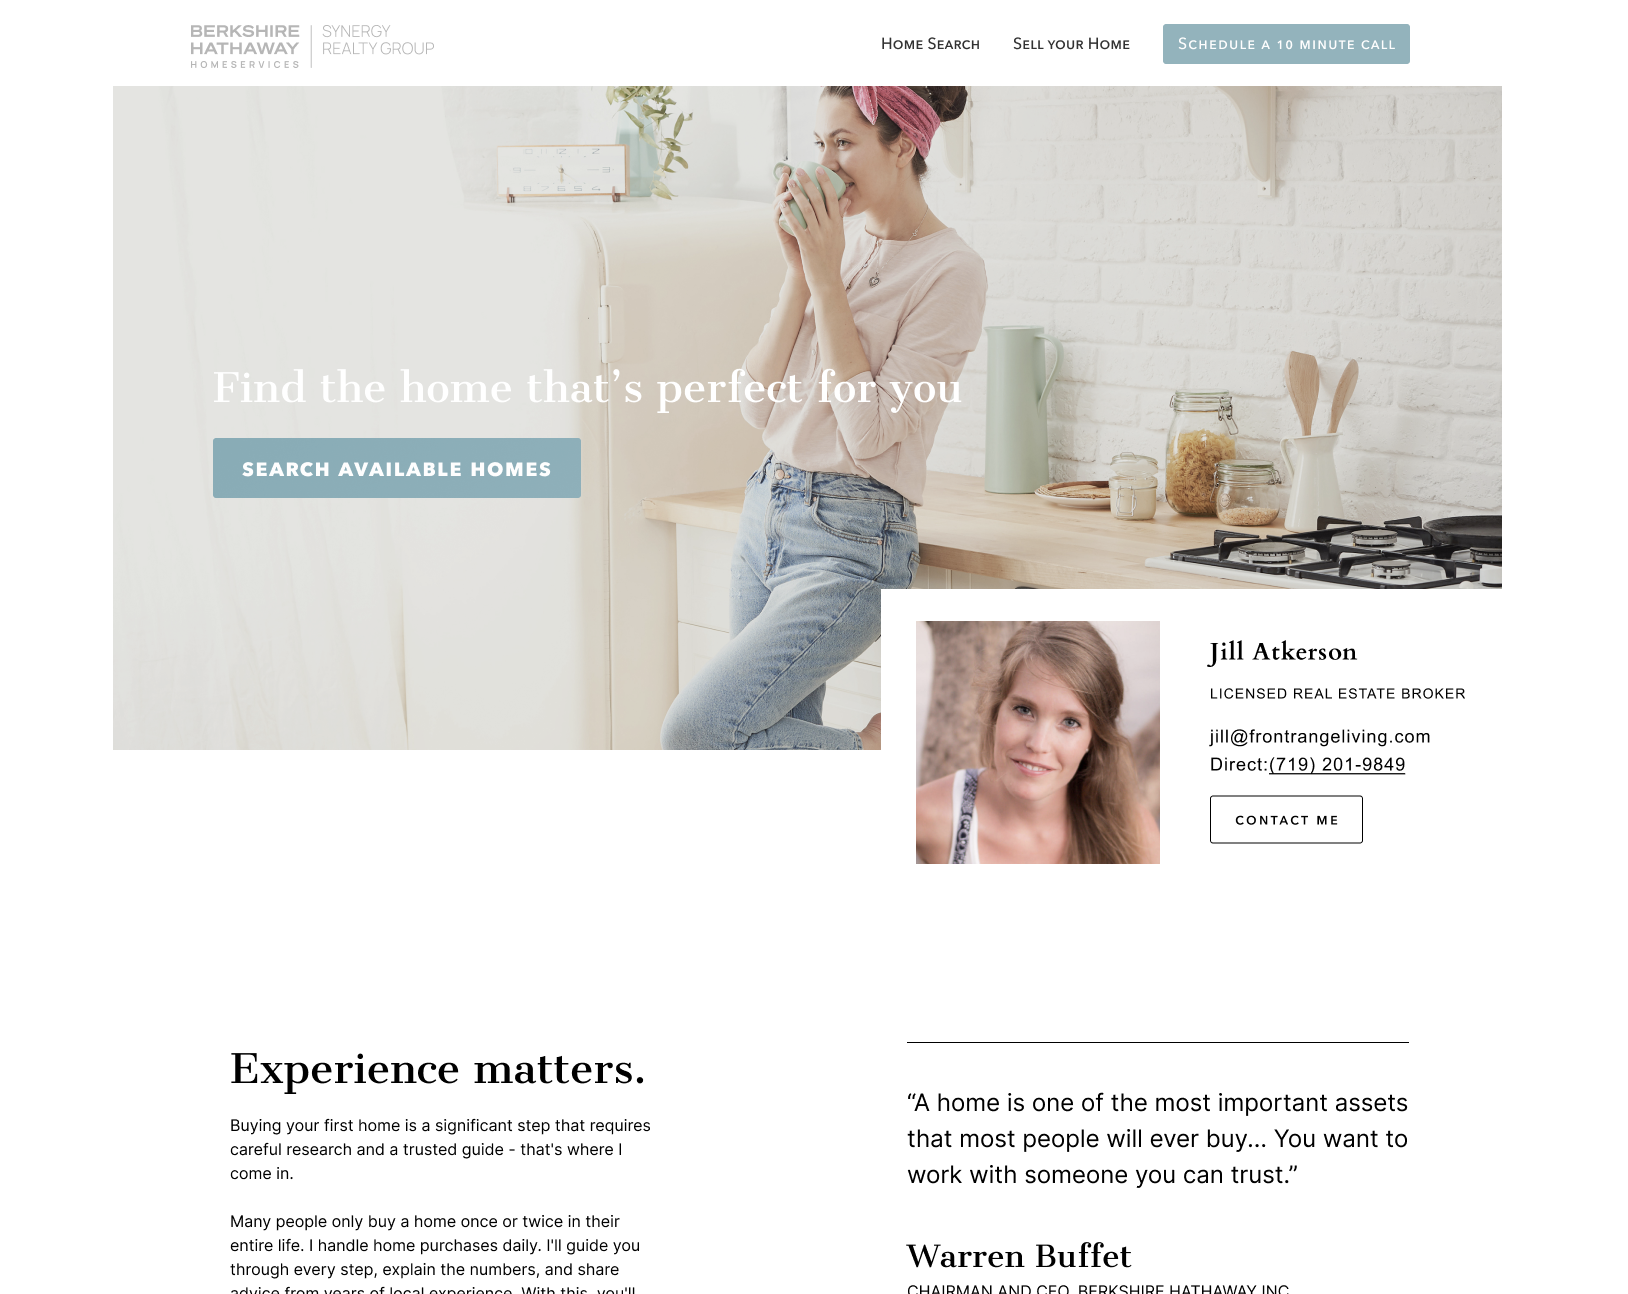 BERKSHIRE
HATHAWAY
HOMESERVICES
SYNERGY
REALTY GROUP
Home Search
Sell your Home
Schedule a 10 minute call
Find the home that’s perfect for you
SEARCH AVAILABLE HOMES
Jill Atkerson
LICENSED REAL ESTATE BROKER
jill@frontrangeliving.com
Direct:(719) 201-9849
CONTACT ME
Experience matters.
Buying your first home is a significant step that requires
careful research and a trusted guide - that's where I
come in.
Many people only buy a home once or twice in their
entire life. I handle home purchases daily. I'll guide you
through every step, explain the numbers, and share
advice from years of local experience. With this, you'll
“A home is one of the most important assets
that most people will ever buy... You want to
work with someone you can trust.”
Warren Buffet
CHAIRMAN AND CEO, BERKSHIRE HATHAWAY INC